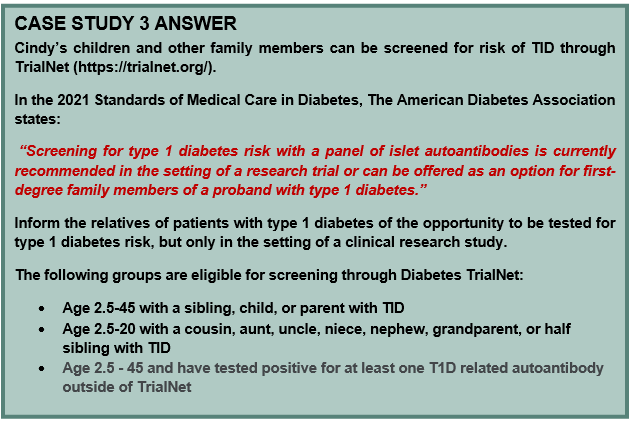 CASE STUDY 3 ANSWER
Cindy’s children and other family members can be screened for risk of TID through
TrialNet (https://trialnet.org/).
In the 2021 Standards of Medical Care in Diabetes, The American Diabetes Association
states:
“Screening for type 1 diabetes risk with a panel of islet autoantibodies is currently
recommended in the setting of a research trial or can be offered as an option for first-
degree family members of a proband with type 1 diabetes.”
Inform the relatives of patients with type 1 diabetes of the opportunity to be tested for
type 1 diabetes risk, but only in the setting of a clinical research study.
The following groups are eligible for screening through Diabetes TrialNet:
• Age 2.5-45 with a sibling, child, or parent with TID
• Age 2.5-20 with a cousin, aunt, uncle, niece, nephew, grandparent, or half
sibling with TID
• Age 2.5 - 45 and have tested positive for at least one T1D related autoantibody
outside of TrialNet